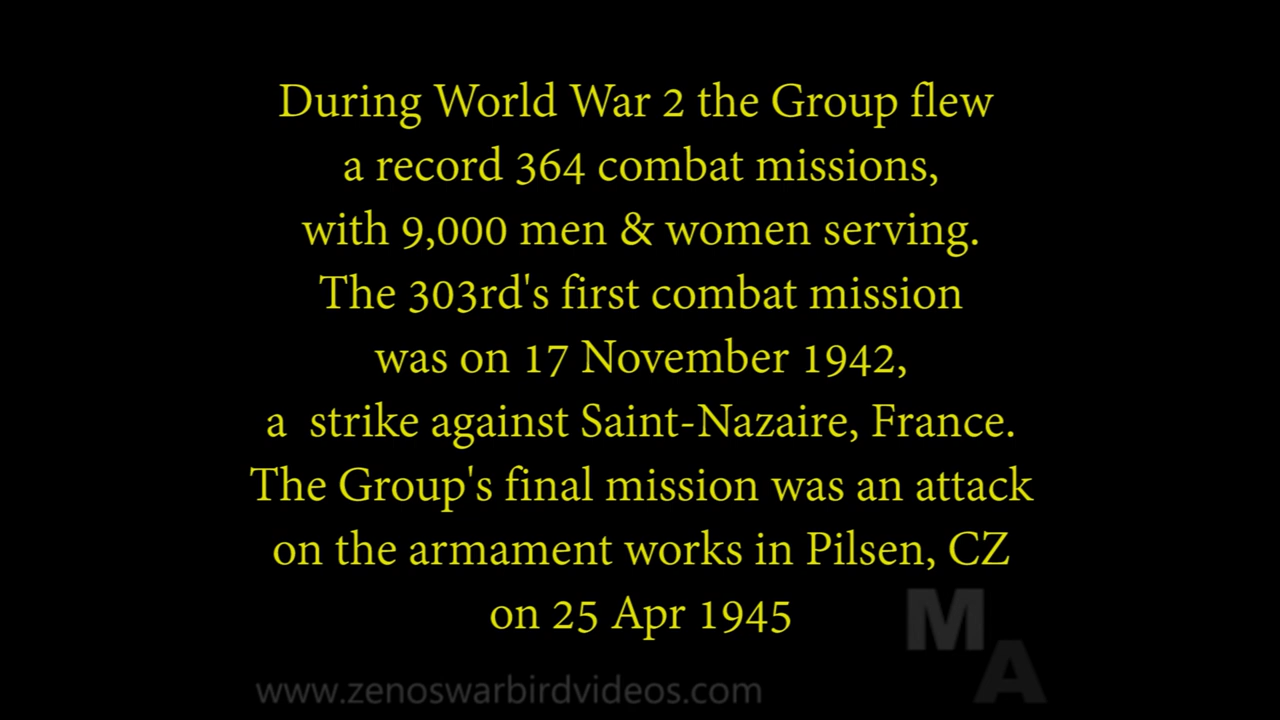 During World War 2 the Group flew
a record 364 combat missions,
with 9,000 men & women serving.
The 303rd's first combat mission
was on 17 November 1942,
a  strike against Saint-Nazaire, France.
The Group's final mission was an attack
on the armament works in Pilsen, CZ
on 25 Apr 1945
MA
www.zenoswarbirdvideos.com